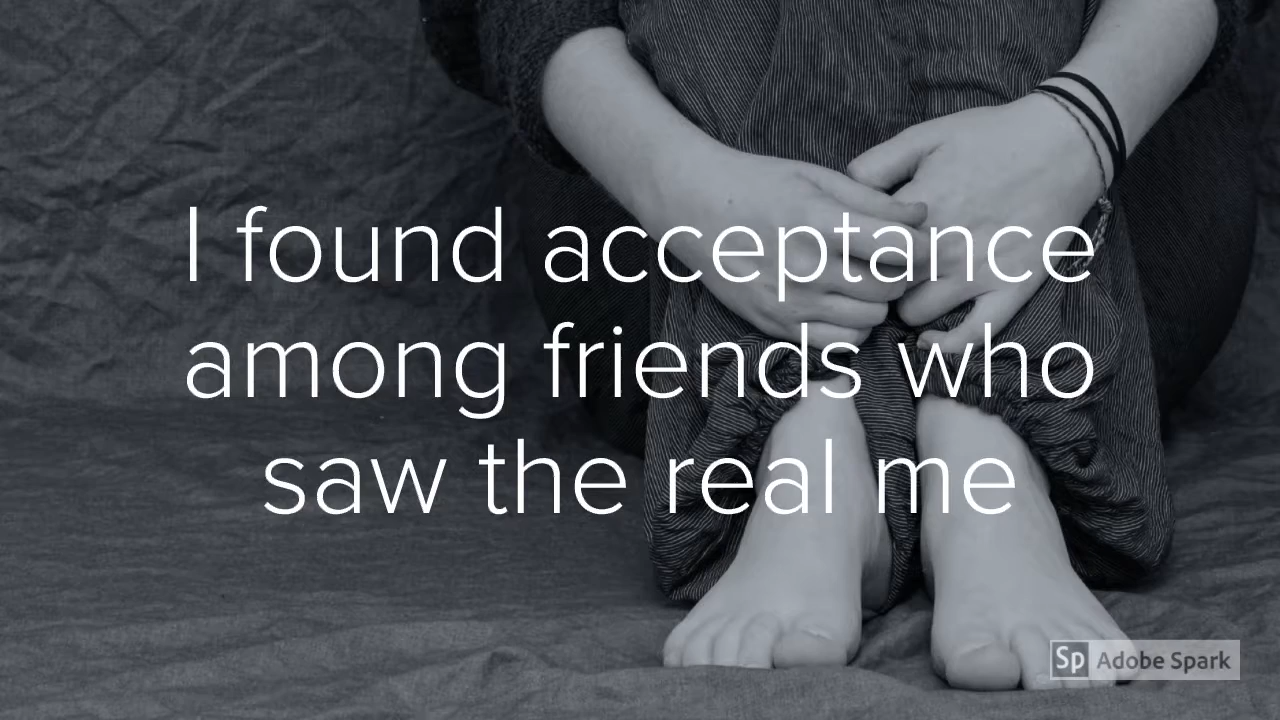 I found acceptance
among friends who
saw the real me
Sp Adobe Spark